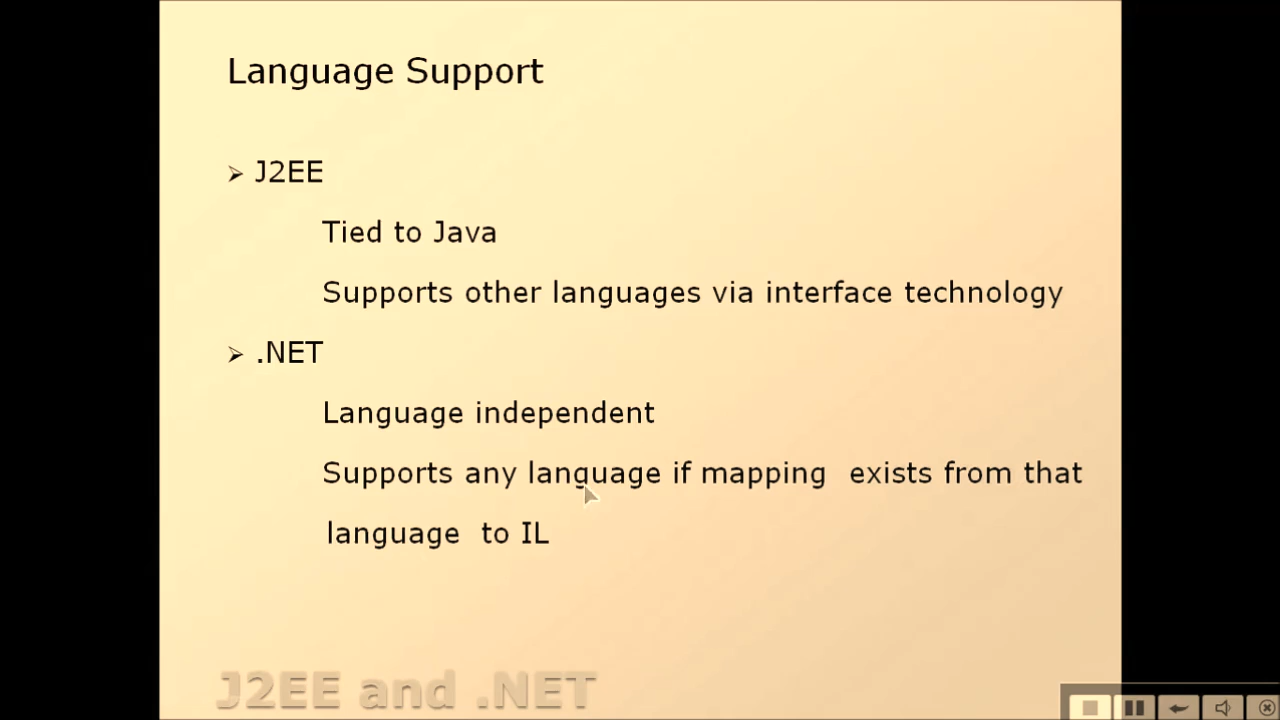 Language Support
➢ J2EE
Tied to Java
Supports other languages via interface technology
➢ .NET
Language independent
Supports any language if mapping exists from that
language to IL
J2EE and .NET